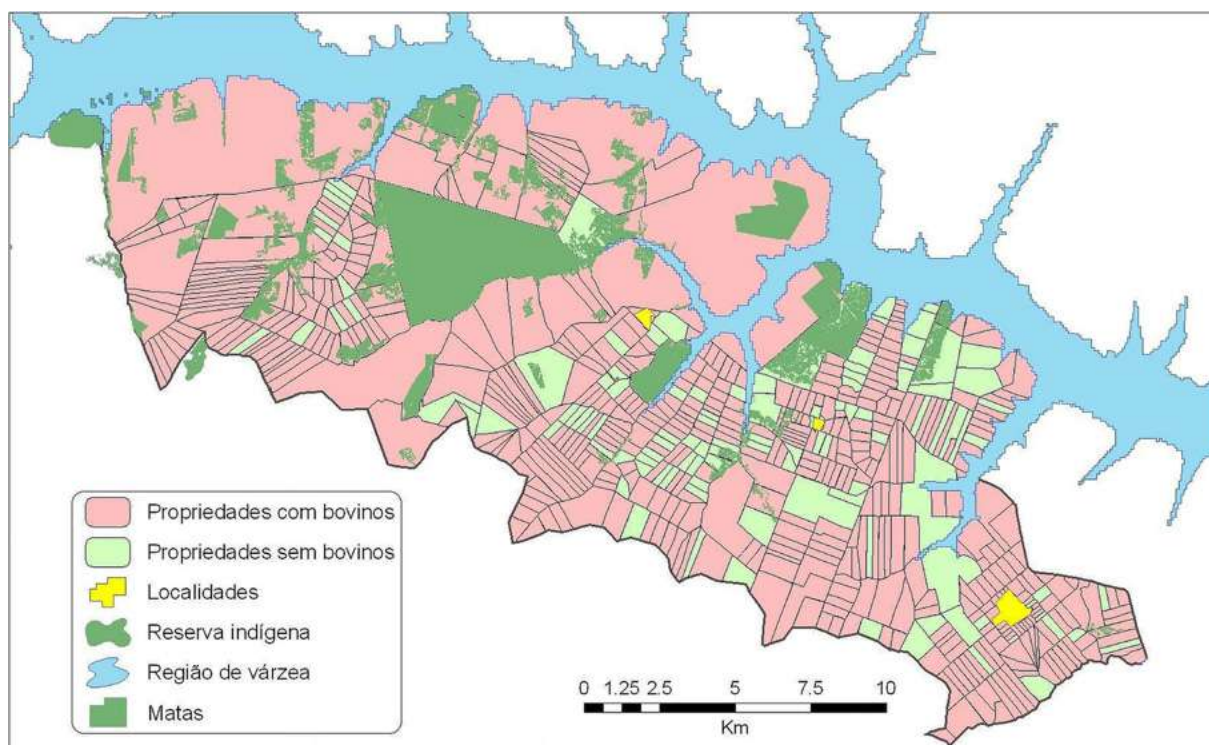 Propriedades com bovinos
Propriedades sem bovinos
Localidades
Reserva indígena
Região de várzea
Matas
0 1.25 2.5 5 7.5 10
Km